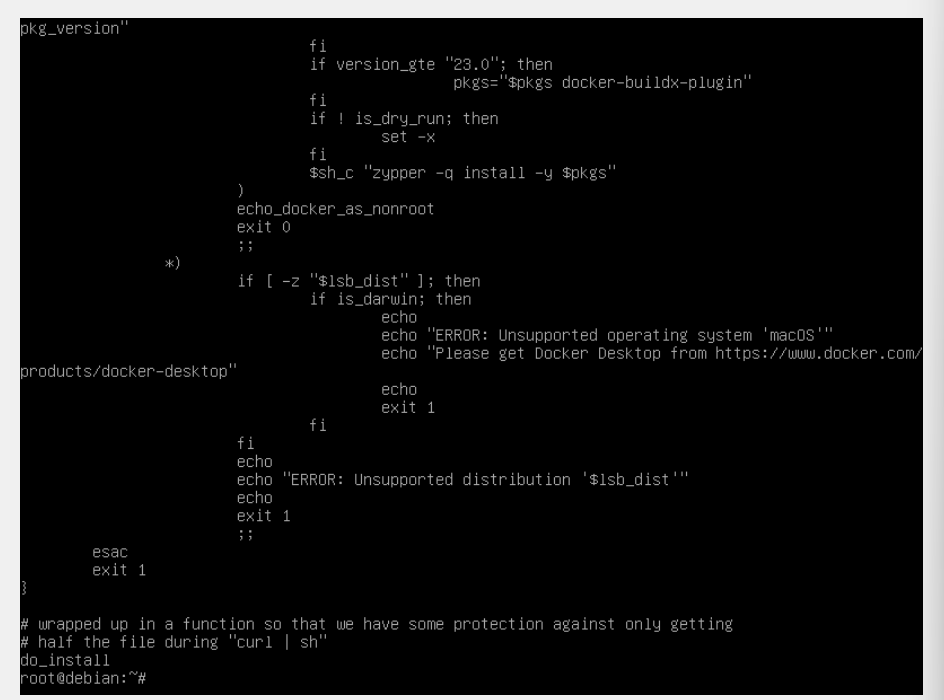 pkg_version"
fi
if version_gte "23.0"; then
pkgs="$pkgs docker-buildx-plugin"
fi
if ! is_dry_run; then
set -x
fi
$sh_c "zypper -q install -y $pkgs"
)
echo_docker_as_nonroot
exit 0
;;
*)
if [ -z "$lsb_dist" ]; then
if is_darwin; then
echo
echo "ERROR: Unsupported operating system 'macOS'"
echo "Please get Docker Desktop from https://www.docker.com/
products/docker-desktop"
echo
exit 1
fi
fi
echo
echo "ERROR: Unsupported distribution '$lsb_dist'"
echo
exit 1
;;
esac
exit 1
}
# wrapped up in a function so that we have some protection against only getting
# half the file during "curl | sh"
do_install
root@debian:~#